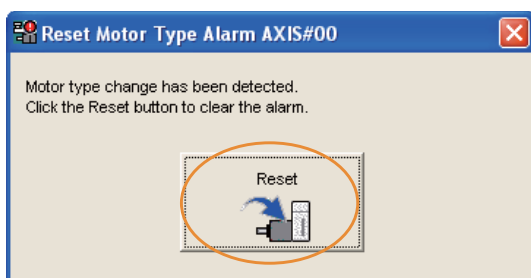 Reset Motor Type Alarm AXIS#00
Motor type change has been detected.
Click the Reset button to clear the alarm.
Reset